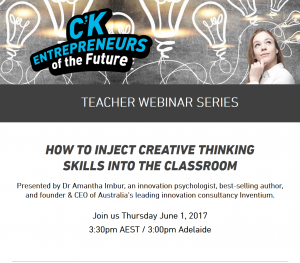 C²K
ENTREPRENEURS
of the Future
TEACHER WEBINAR SERIES
HOW TO INJECT CREATIVE THINKING
SKILLS INTO THE CLASSROOM
Presented by Dr Amantha Imbur, an innovation psychologist, best-selling author,
and founder & CEO of Australia's leading innovation consultancy Inventium.
Join us Thursday June 1, 2017
3:30pm AEST / 3:00pm Adelaide